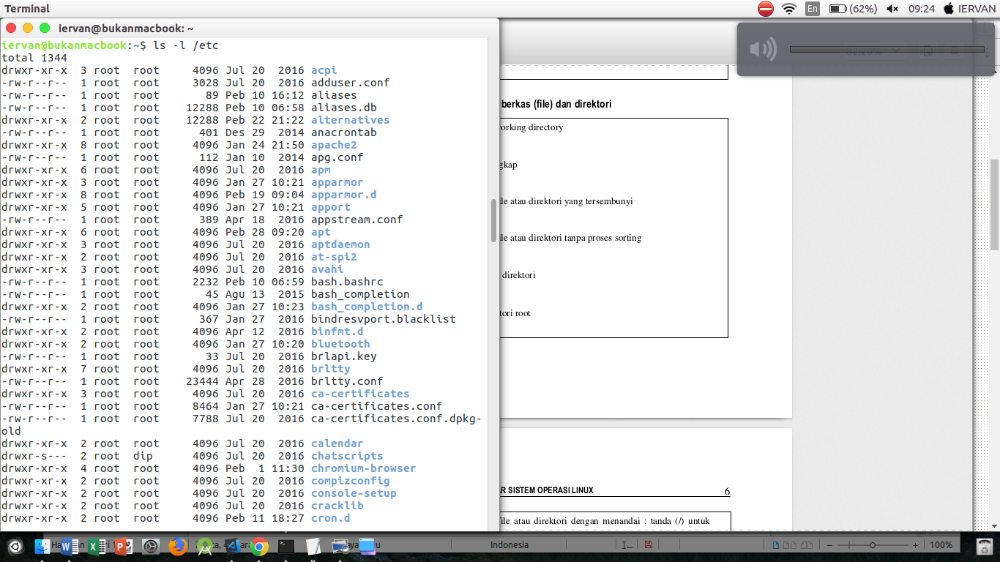 Terminal
En
(62%)
09:24
IERVAN
iervan@bukanmacbook: ~
iervan@bukanmacbook:~$ ls -l /etc
total 1344
drwxr-xr-x 3 root root 4096 Jul 20 2016 acpi
-rw-r--r-- 1 root root 3028 Jul 20 2016 adduser.conf
-rw-r--r-- 1 root root 89 Peb 10 16:12 aliases
-rw-r--r-- 1 root root 12288 Peb 10 06:58 aliases.db
drwxr-xr-x 2 root root 12288 Peb 22 21:22 alternatives
-rw-r--r-- 1 root root 401 Des 29 2014 anacrontab
drwxr-xr-x 8 root root 4096 Jan 24 21:50 apache2
-rw-r--r-- 1 root root 112 Jan 10 2014 apg.conf
drwxr-xr-x 6 root root 4096 Jul 20 2016 apm
drwxr-xr-x 3 root root 4096 Jan 27 10:21 apparmor
drwxr-xr-x 8 root root 4096 Peb 19 09:04 apparmor.d
drwxr-xr-x 5 root root 4096 Jan 27 10:21 apport
-rw-r--r-- 1 root root 389 Apr 18 2016 appstream.conf
drwxr-xr-x 6 root root 4096 Peb 28 09:20 apt
drwxr-xr-x 3 root root 4096 Jul 20 2016 aptdaemon
drwxr-xr-x 2 root root 4096 Jul 20 2016 at-spi2
drwxr-xr-x 3 root root 4096 Jul 20 2016 avahi
-rw-r--r-- 1 root root 2232 Peb 10 06:59 bash.bashrc
-rw-r--r-- 1 root root 45 Agu 13 2015 bash_completion
drwxr-xr-x 2 root root 4096 Jan 27 10:23 bash_completion.d
-rw-r--r-- 1 root root 367 Jan 27 2016 bindresvport.blacklist
drwxr-xr-x 2 root root 4096 Apr 12 2016 binfmt.d
drwxr-xr-x 2 root root 4096 Jan 27 10:20 bluetooth
-rw-r--r-- 1 root root 33 Jul 20 2016 brlapi.key
drwxr-xr-x 7 root root 4096 Jul 20 2016 brltty
-rw-r--r-- 1 root root 23444 Apr 28 2016 brltty.conf
drwxr-xr-x 3 root root 4096 Jul 20 2016 ca-certificates
-rw-r--r-- 1 root root 8464 Jan 27 10:21 ca-certificates.conf
-rw-r--r-- 1 root root 7788 Jul 20 2016 ca-certificates.conf.dpkg-
old
drwxr-xr-x 2 root root 4096 Jul 20 2016 calendar
drwxr-s--- 2 root dip 4096 Jul 20 2016 chatscripts
drwxr-xr-x 4 root root 4096 Peb 1 11:30 chromium-browser
drwxr-xr-x 2 root root 4096 Jul 20 2016 compizconfig
drwxr-xr-x 2 root root 4096 Jul 20 2016 console-setup
drwxr-xr-x 2 root root 4096 Jul 20 2016 cracklib
drwxr-xr-x 2 root root 4096 Peb 11 18:27 cron.d
berkas (file) dan direktori
orking directory
gkap
ile atau direktori yang tersembunyi
ile atau direktori tanpa proses sorting
direktori
tori root
AR SISTEM OPERASI LINUX 6
file atau direktori dengan menandai : tanda (/) untuk
Indonesia
100%